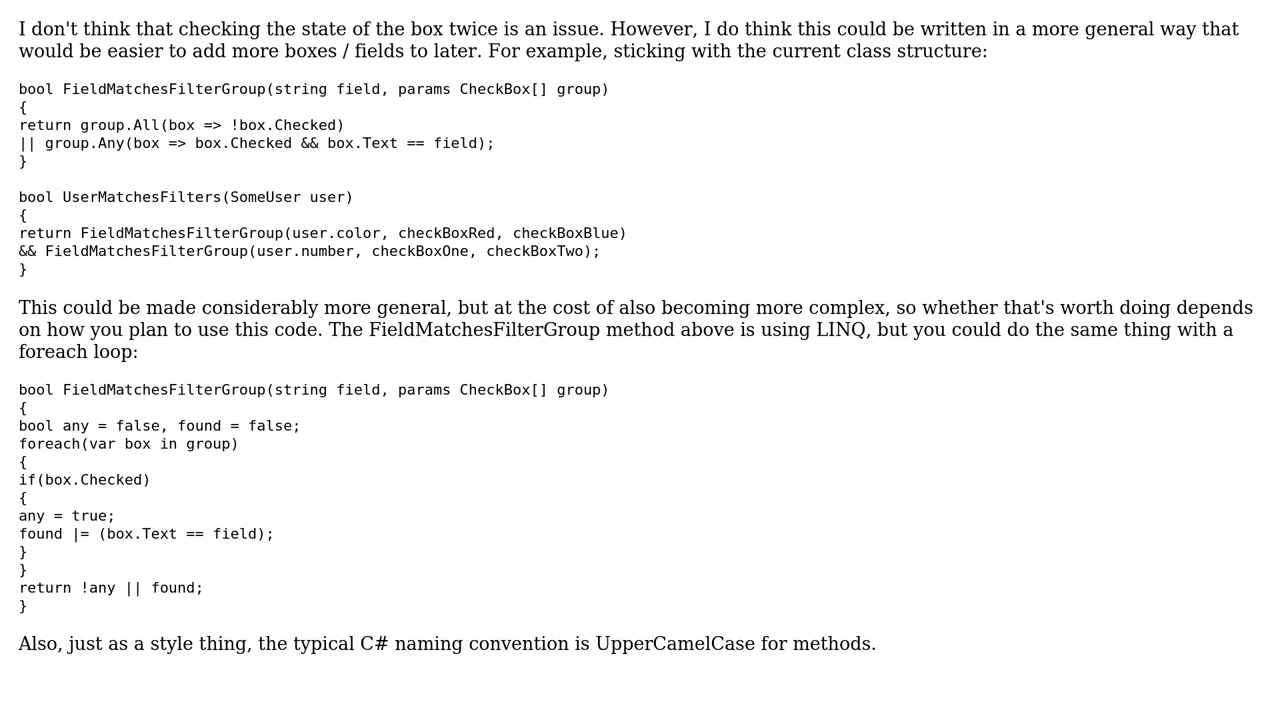 I don't think that checking the state of the box twice is an issue. However, I do think this could be written in a more general way that
would be easier to add more boxes / fields to later. For example, sticking with the current class structure:
bool FieldMatchesFilterGroup(string field, params CheckBox[] group)
{
return group.All(box => !box.Checked)
|| group.Any(box => box.Checked && box.Text == field);
}
bool UserMatchesFilters(SomeUser user)
{
return FieldMatchesFilterGroup(user.color, checkBoxRed, checkBoxBlue)
&& FieldMatchesFilterGroup(user.number, checkBoxOne, checkBoxTwo);
}
This could be made considerably more general, but at the cost of also becoming more complex, so whether that's worth doing depends
on how you plan to use this code. The FieldMatchesFilterGroup method above is using LINQ, but you could do the same thing with a
foreach loop:
bool FieldMatchesFilterGroup(string field, params CheckBox[] group)
{
bool any = false, found = false;
foreach(var box in group)
{
if(box.Checked)
{
any = true;
found |= (box.Text == field);
}
}
return !any || found;
}
Also, just as a style thing, the typical C# naming convention is UpperCamelCase for methods.